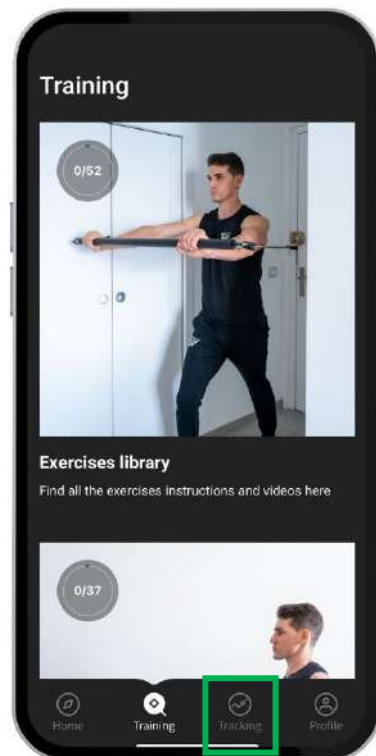 Training
0/52
Exercises library
Find all the exercises instructions and videos here
0/37
Home Training Tracking Profile